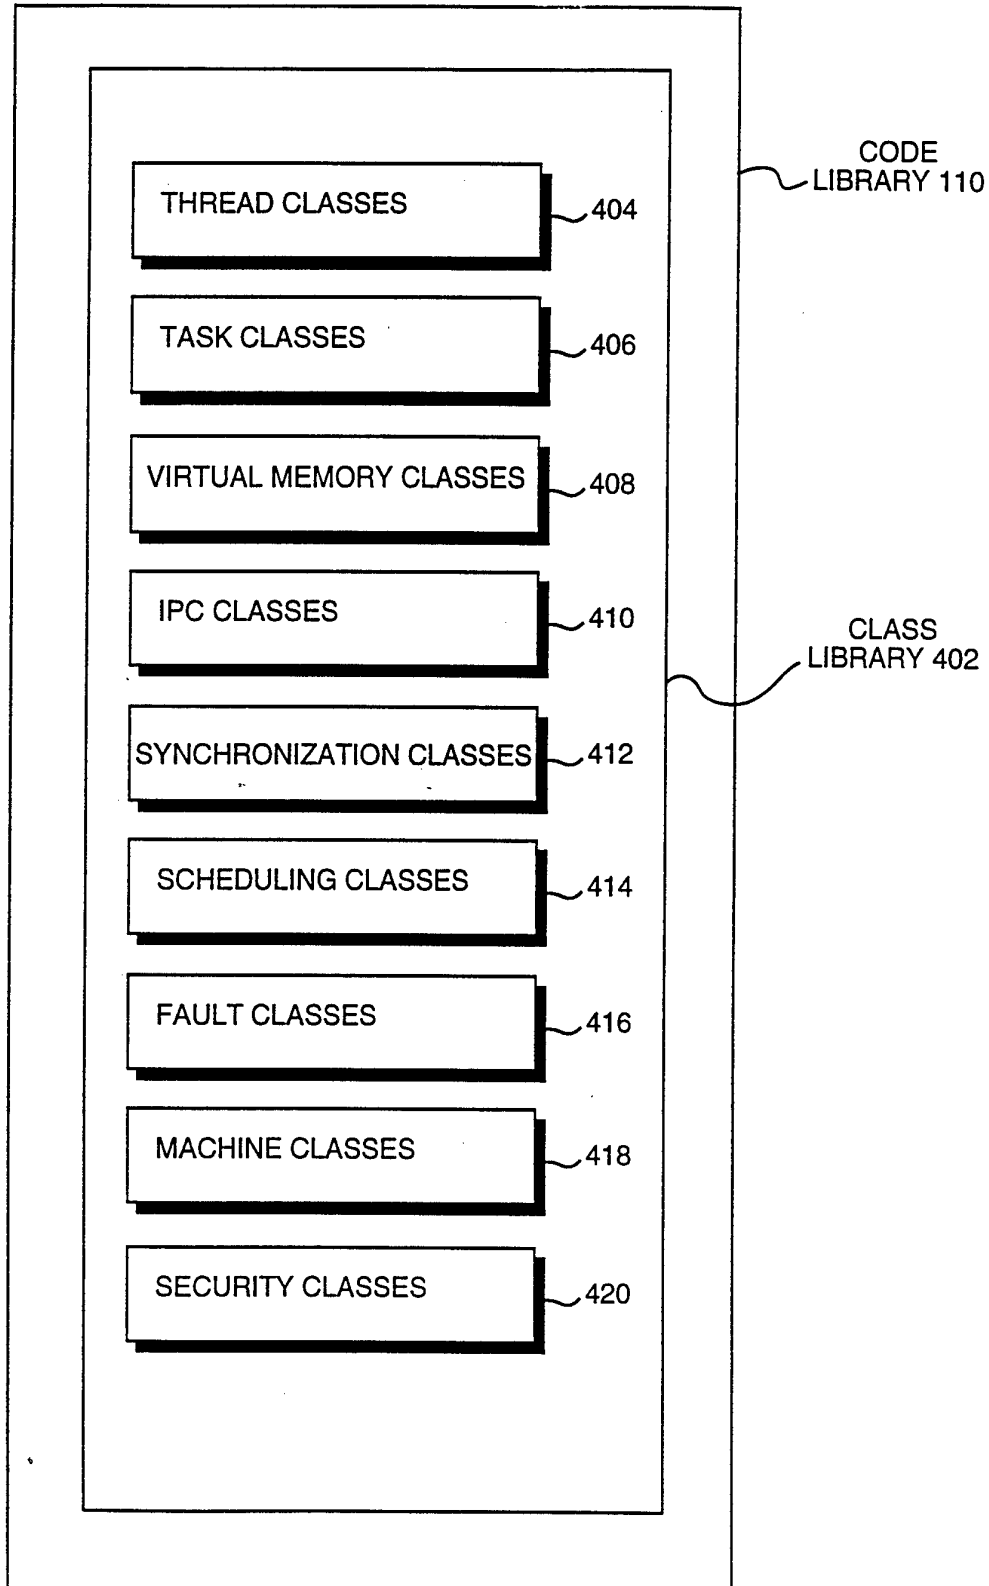 CODE
LIBRARY 110
THREAD CLASSES
404
TASK CLASSES
406
VIRTUAL MEMORY CLASSES
408
IPC CLASSES
410
CLASS
LIBRARY 402
SYNCHRONIZATION CLASSES
412
SCHEDULING CLASSES
414
FAULT CLASSES
416
MACHINE CLASSES
418
SECURITY CLASSES
420